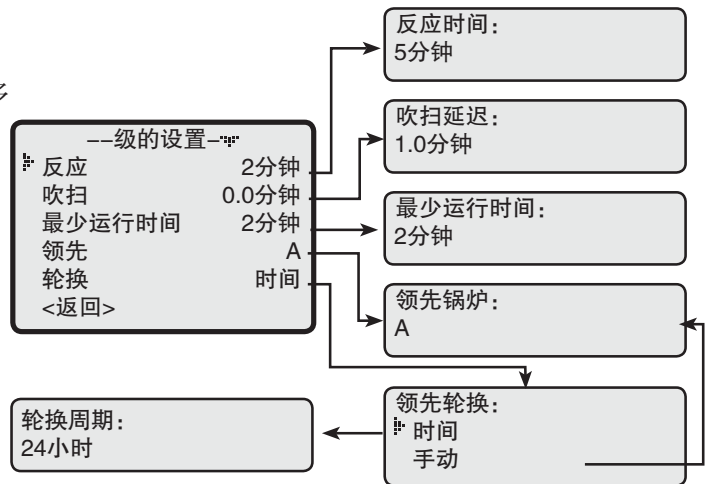 --级的设置-
反应 2分钟
吹扫 0.0分钟
最少运行时间 2分钟
领先 A
轮换 时间
<返回>
反应时间：
5分钟
吹扫延迟：
1.0分钟
最少运行时间：
2分钟
领先锅炉：
A
领先轮换：
时间
手动
轮换周期：
24小时